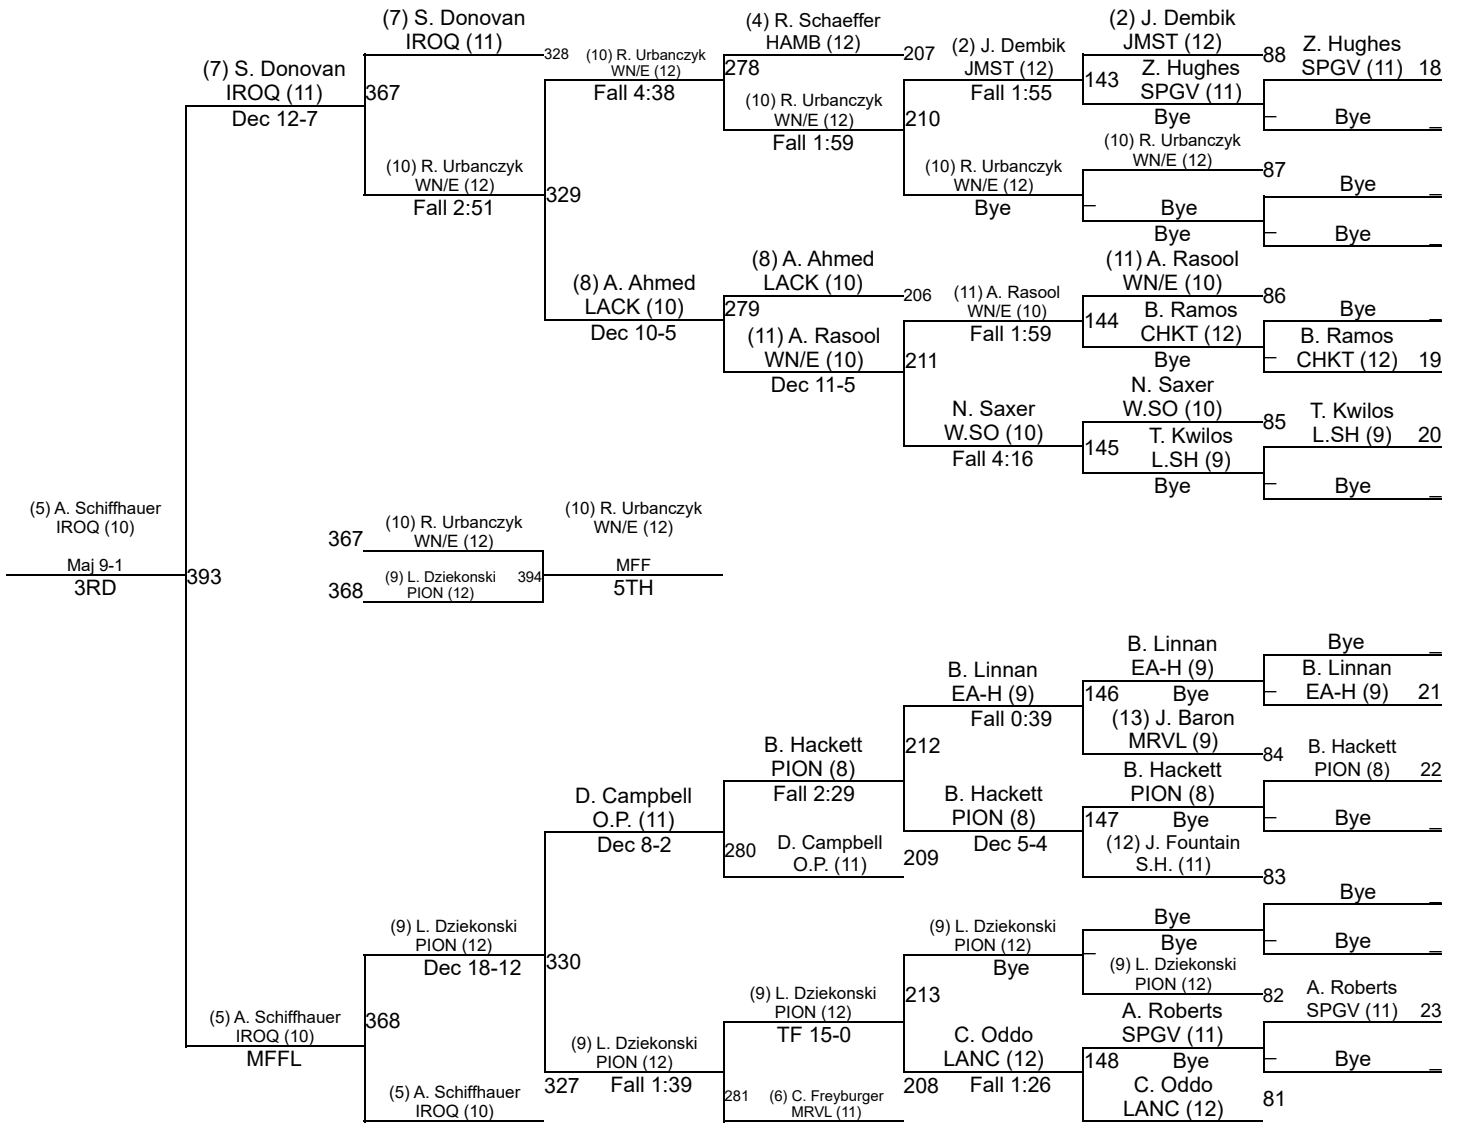 (7) S. Donovan
IROQ (11)
(4) R. Schaeffer
HAMB (12)
(2) J. Dembik
JMST (12)
328
(10) R. Urbanczyk
WN/E (12)
Fall 4:38
207
(2) J. Dembik
JMST (12)
Fall 1:55
88
Z. Hughes
SPGV (11) 18
(7) S. Donovan
IROQ (11)
Dec 12-7
367
278
143
Z. Hughes
SPGV (11)
Bye
(10) R. Urbanczyk
WN/E (12)
Fall 1:59
210
Bye _
(10) R. Urbanczyk
WN/E (12)
87
(10) R. Urbanczyk
WN/E (12)
Fall 2:51
329
(10) R. Urbanczyk
WN/E (12)
Bye
Bye _
Bye
Bye
Bye _
(8) A. Ahmed
LACK (10)
Dec 10-5
(8) A. Ahmed
LACK (10)
206
(11) A. Rasool
WN/E (10)
Fall 1:59
(11) A. Rasool
WN/E (10)
86
Bye _
279
(11) A. Rasool
WN/E (10)
Dec 11-5
144
B. Ramos
CHKT (12)
Bye
B. Ramos
CHKT (12) 19
211
N. Saxer
W.SO (10)
Fall 4:16
N. Saxer
W.SO (10)
85
T. Kwilos
L.SH (9) 20
145
T. Kwilos
L.SH (9)
Bye
Bye _
(5) A. Schiffhauer
IROQ (10)
Maj 9-1
3RD
393
367
(10) R. Urbanczyk
WN/E (12)
368
(9) L. Dziekonski
PION (12)
394
(10) R. Urbanczyk
WN/E (12)
MFF
5TH
B. Linnan
EA-H (9)
Fall 0:39
B. Linnan
EA-H (9)
Bye _
B. Linnan
EA-H (9) 21
146
Bye
(13) J. Baron
MRVL (9)
84
B. Hackett
PION (8)
Fall 2:29
212
B. Hackett
PION (8)
Dec 5-4
B. Hackett
PION (8)
B. Hackett
PION (8) 22
147
Bye
(12) J. Fountain
S.H. (11)
83
Bye _
D. Campbell
O.P. (11)
Dec 8-2
280
D. Campbell
O.P. (11)
209
Bye _
(9) L. Dziekonski
PION (12)
Dec 18-12
330
(9) L. Dziekonski
PION (12)
Bye
Bye
Bye
(9) L. Dziekonski
PION (12)
82
Bye _
(9) L. Dziekonski
PION (12)
TF 15-0
213
A. Roberts
SPGV (11)
A. Roberts
SPGV (11) 23
(5) A. Schiffhauer
IROQ (10)
MFFL
368
(9) L. Dziekonski
PION (12)
Fall 1:39
C. Oddo
LANC (12)
Fall 1:26
148
Bye
C. Oddo
LANC (12)
81
Bye _
(5) A. Schiffhauer
IROQ (10)
327
281
(6) C. Freyburger
MRVL (11)
208